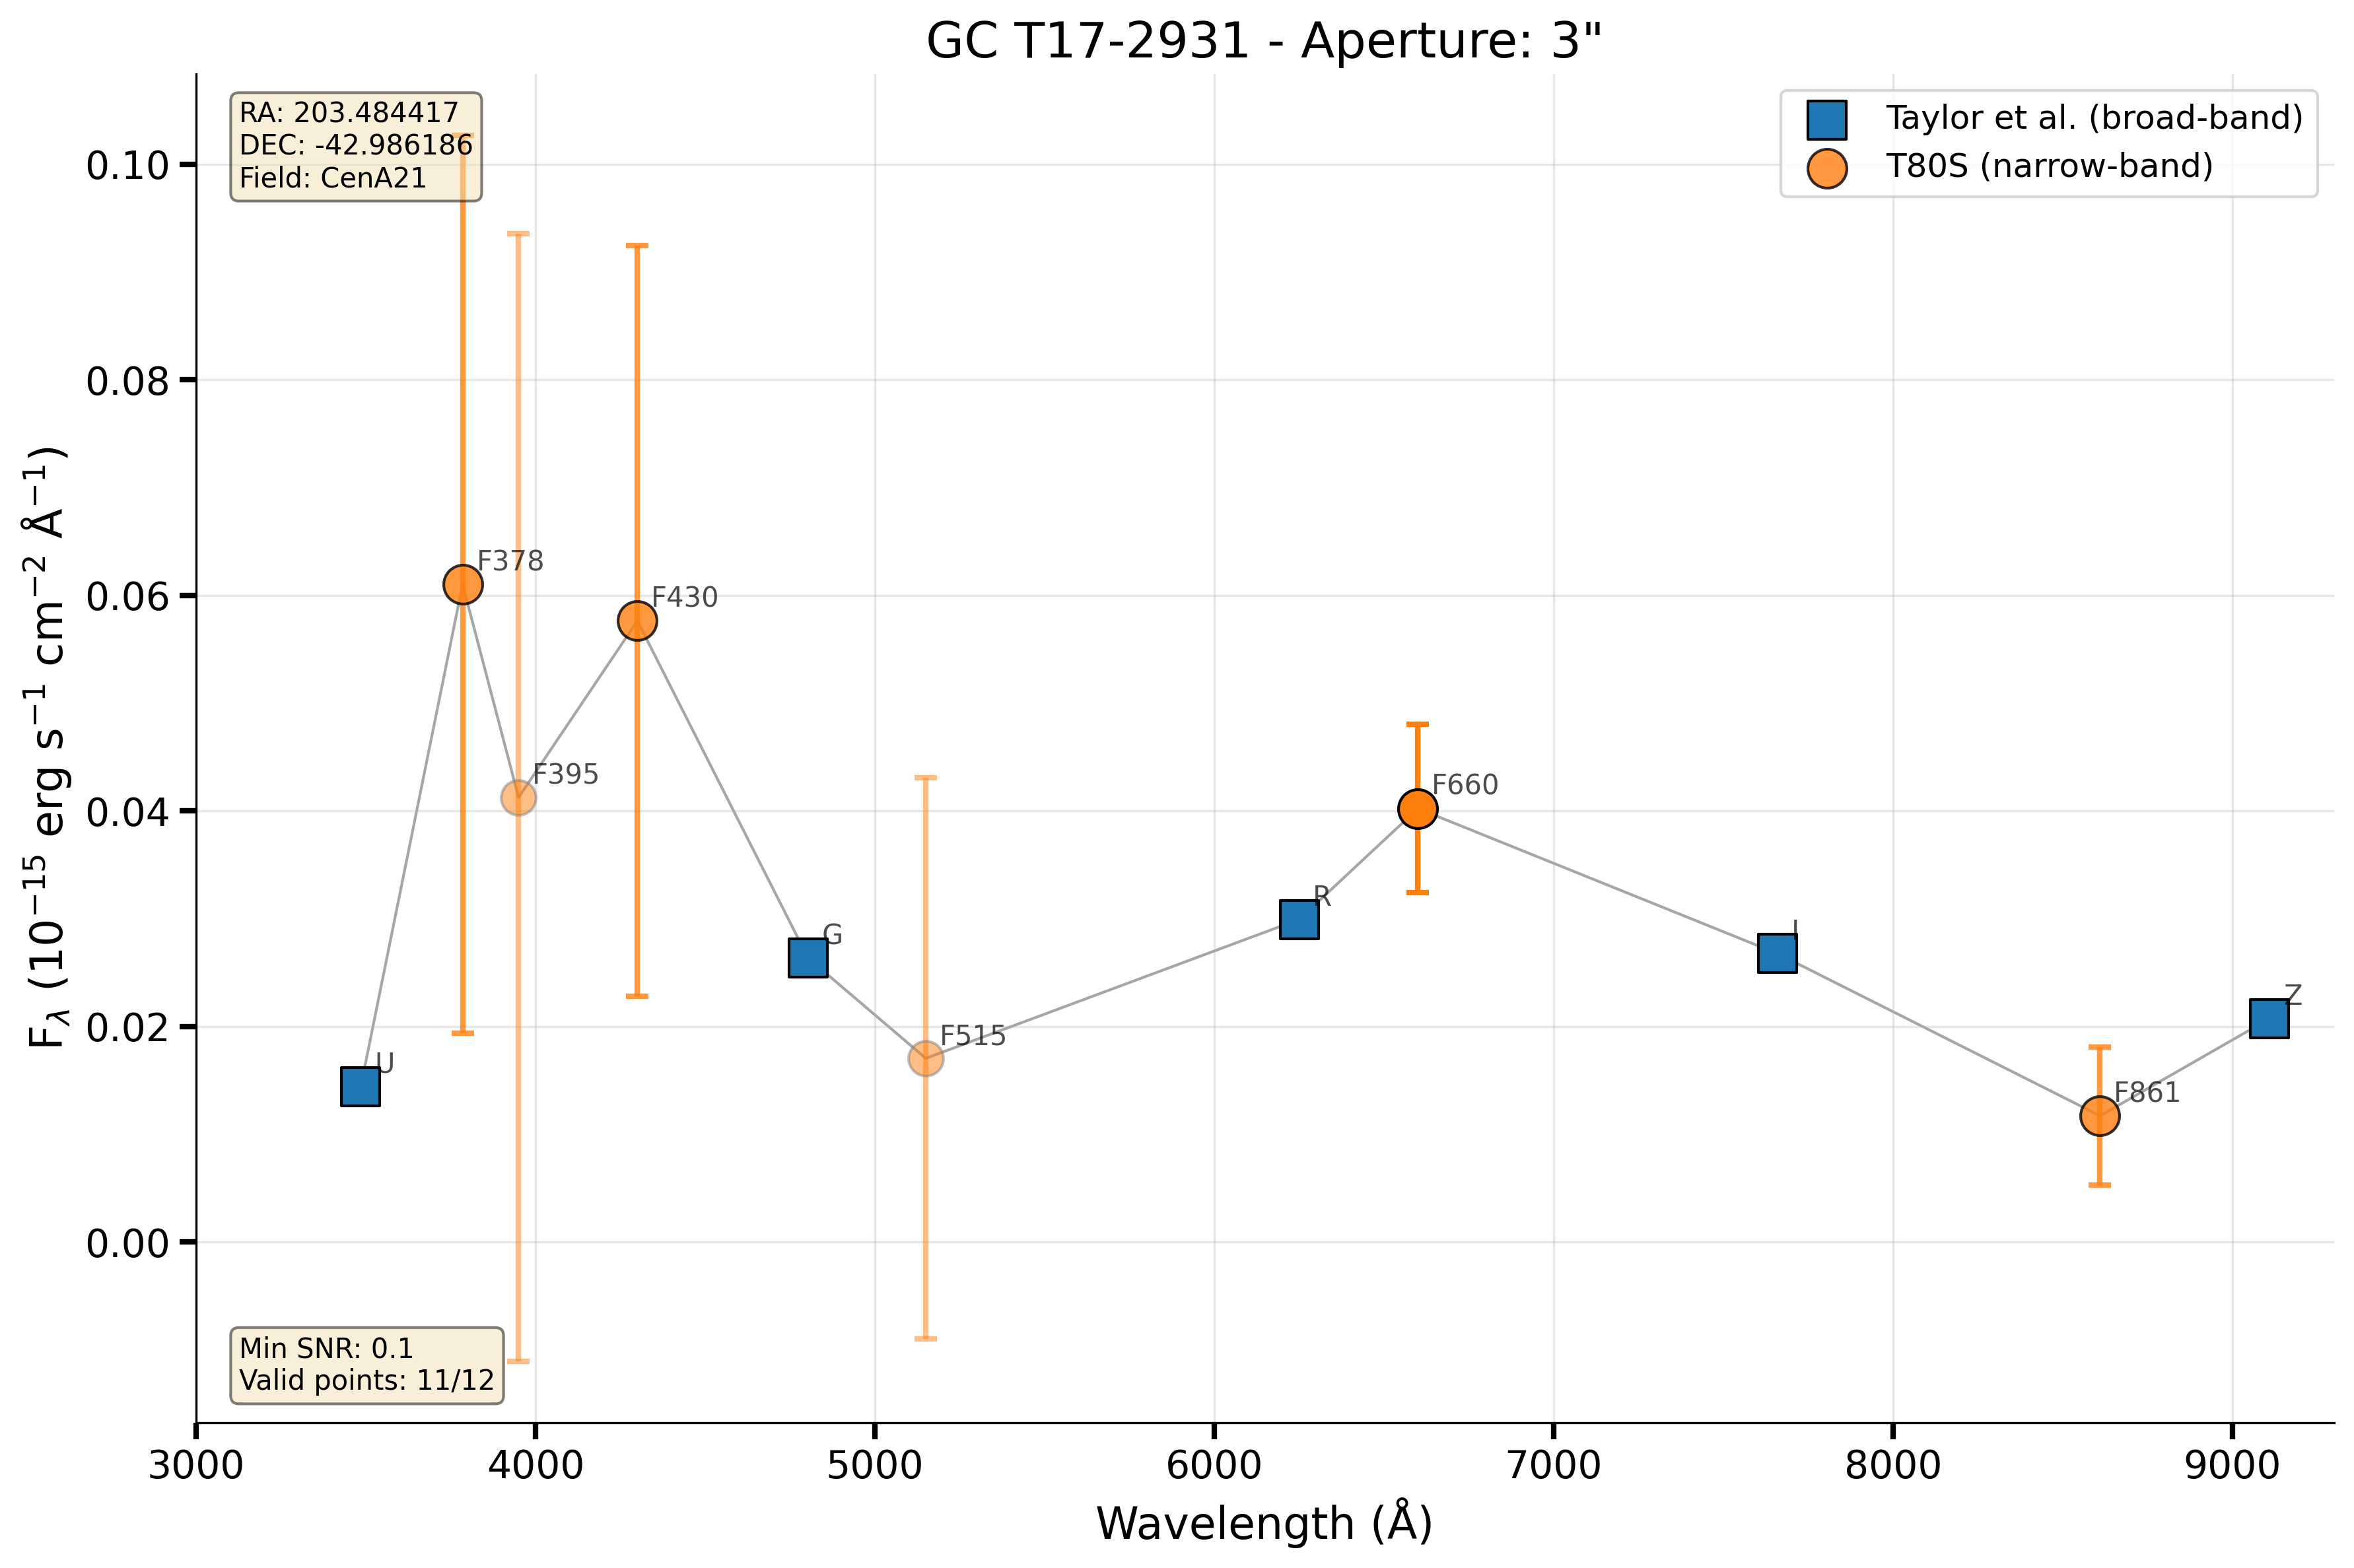 GC T17-2931 - Aperture: 3"
RA: 203.484417
DEC: -42.986186
Field: CenA21
Taylor et al. (broad-band)
T80S (narrow-band)
0.10
0.08
0.06
0.04
0.02
0.00
F378
F430
F395
F660
R
G
I
Z
F515
U
F861
Min SNR: 0.1
Valid points: 11/12
3000
4000
5000
6000
7000
8000
9000
Wavelength (Å)
F_λ (10⁻¹⁵ erg s⁻¹ cm⁻² Å⁻¹)